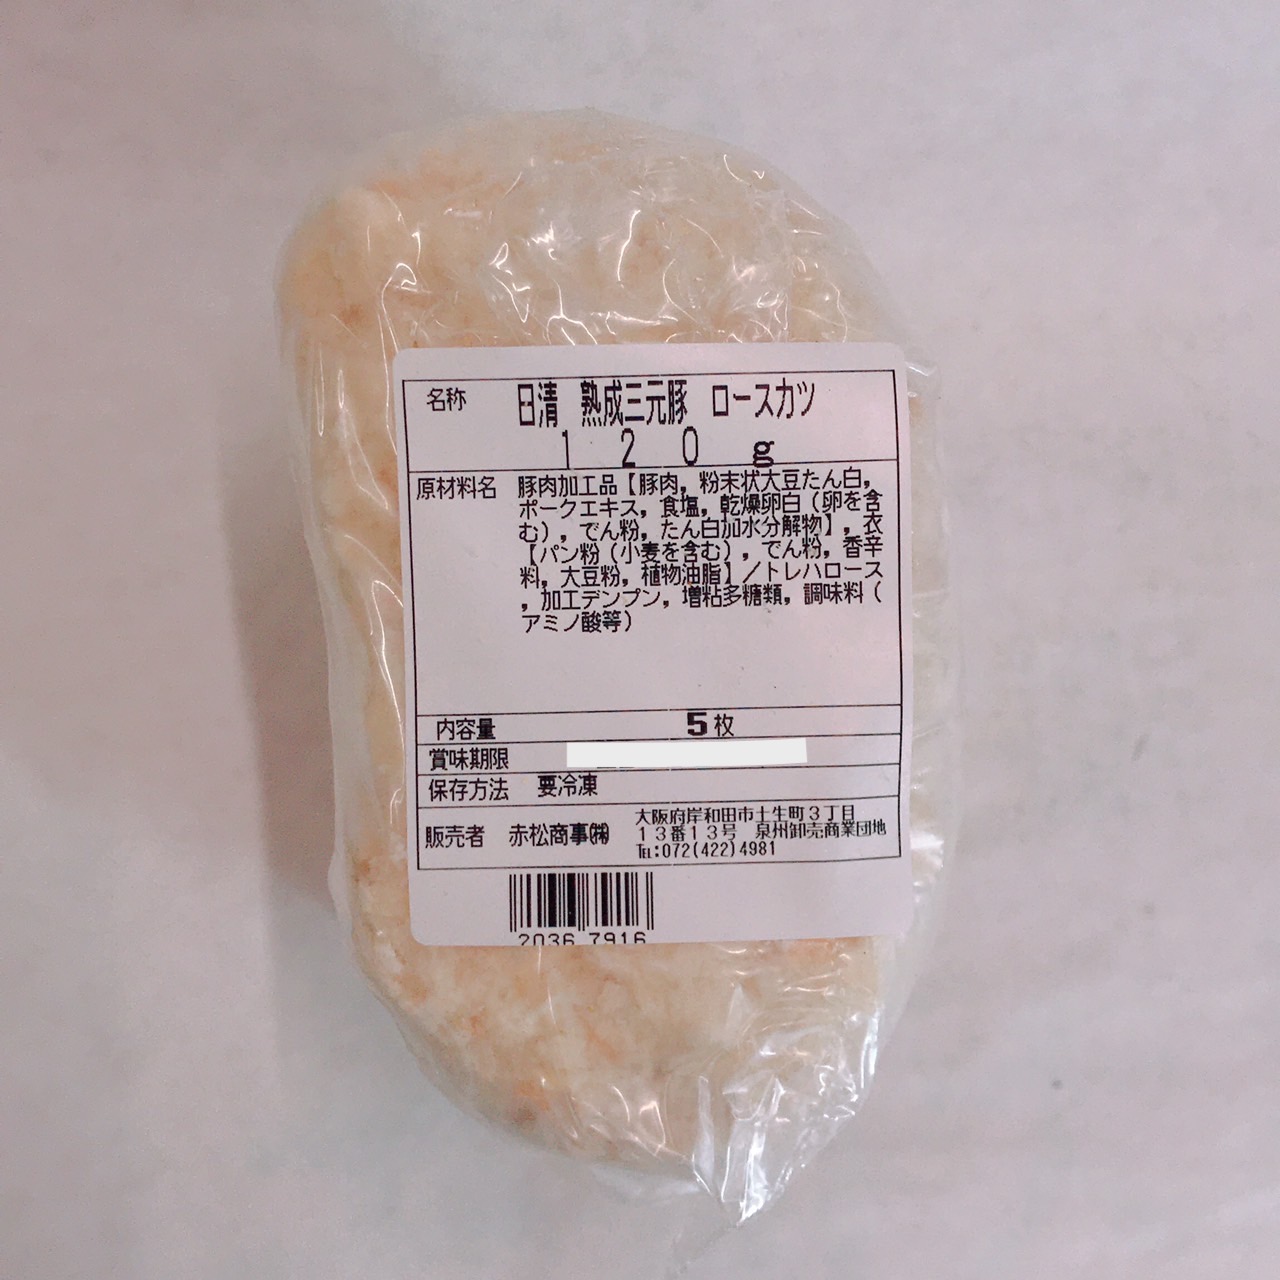 名称 日清 熟成三元豚 ロースカツ
120g
原材料名 豚肉加工品【豚肉，粉末状大豆たん白，
ポークエキス，食塩，乾燥卵白（卵を含
む），でん粉，たん白加水分解物】，衣
【パン粉（小麦を含む），でん粉，香辛
料，大豆粉，植物油脂】／トレハロース
，加工デンプン，増粘多糖類，調味料（
アミノ酸等）
内容量 5枚
賞味期限
保存方法 要冷凍
販売者 赤松商事㈱ 大阪府岸和田市土生町3丁目
13番13号 泉州卸売商業団地
℡:072(422)4981
2036 7916